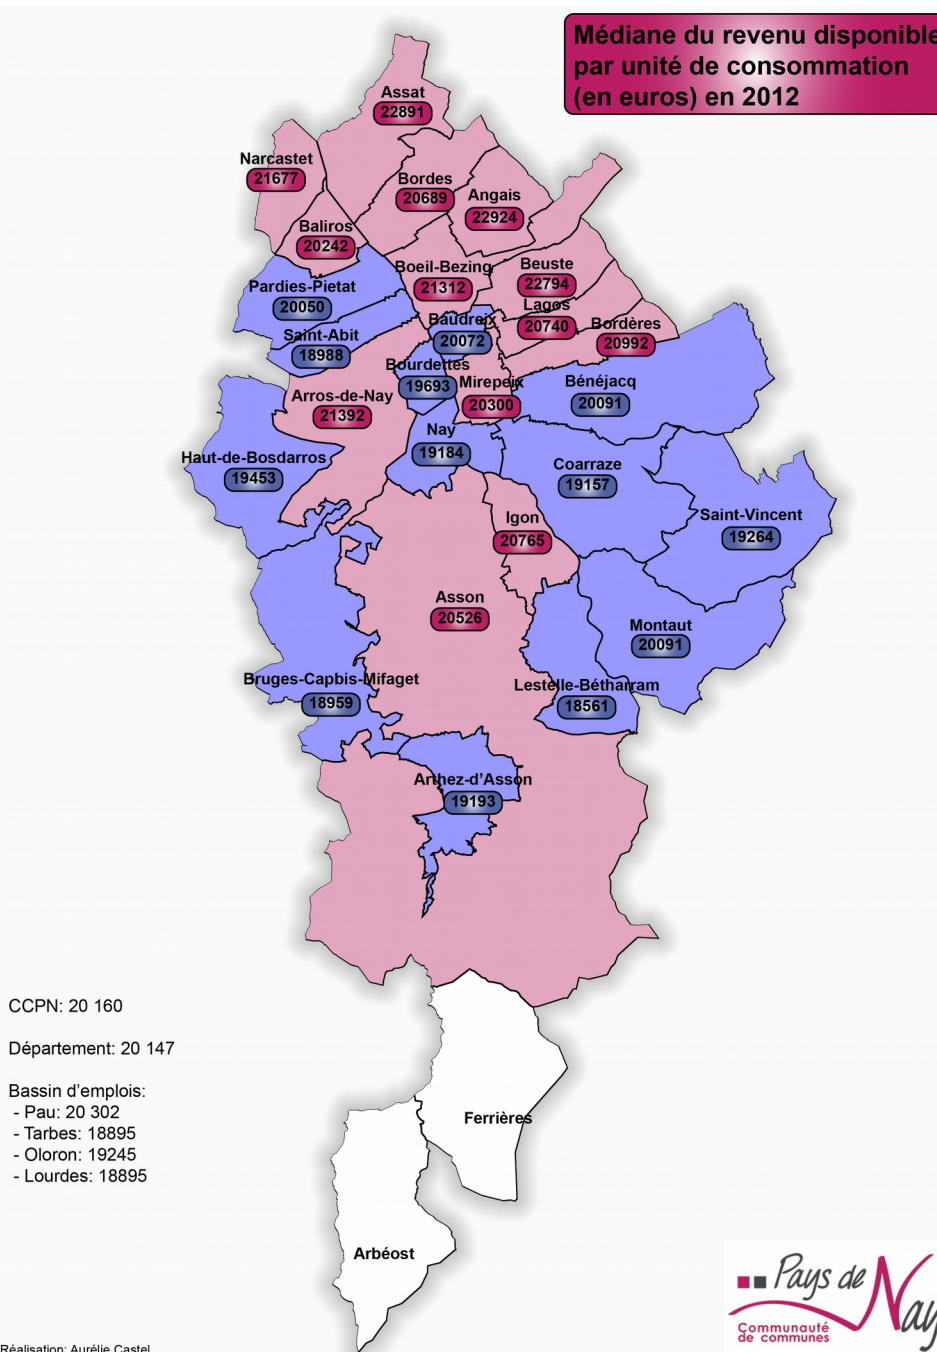 Médiane du revenu disponible
par unité de consommation
(en euros) en 2012
Assat
22891
Narcastet
21677
Bordes
20689
Angais
22924
Baliros
20242
Boeil-Bezing
21312
Beuste
22794
Pardies-Pietat
20050
Lagos
20740
Baudreix
20072
Bordères
20992
Saint-Abit
18988
Bourdettes
19693
Mirepeix
20300
Bénéjacq
20091
Arros-de-Nay
21392
Nay
19184
Haut-de-Bosdarros
19453
Coarraze
19157
Saint-Vincent
19264
Igon
20765
Asson
20526
Montaut
20091
Bruges-Capbis-Mifaget
18959
Lestelle-Bétharram
18561
Arthez-d'Asson
19193
CCPN: 20 160
Département: 20 147
Bassin d'emplois:
- Pau: 20 302
- Tarbes: 18895
- Oloron: 19245
- Lourdes: 18895
Ferrières
Arbéost
Pays de Nay
Communauté
de communes
Réalisation: Aurélie Castel